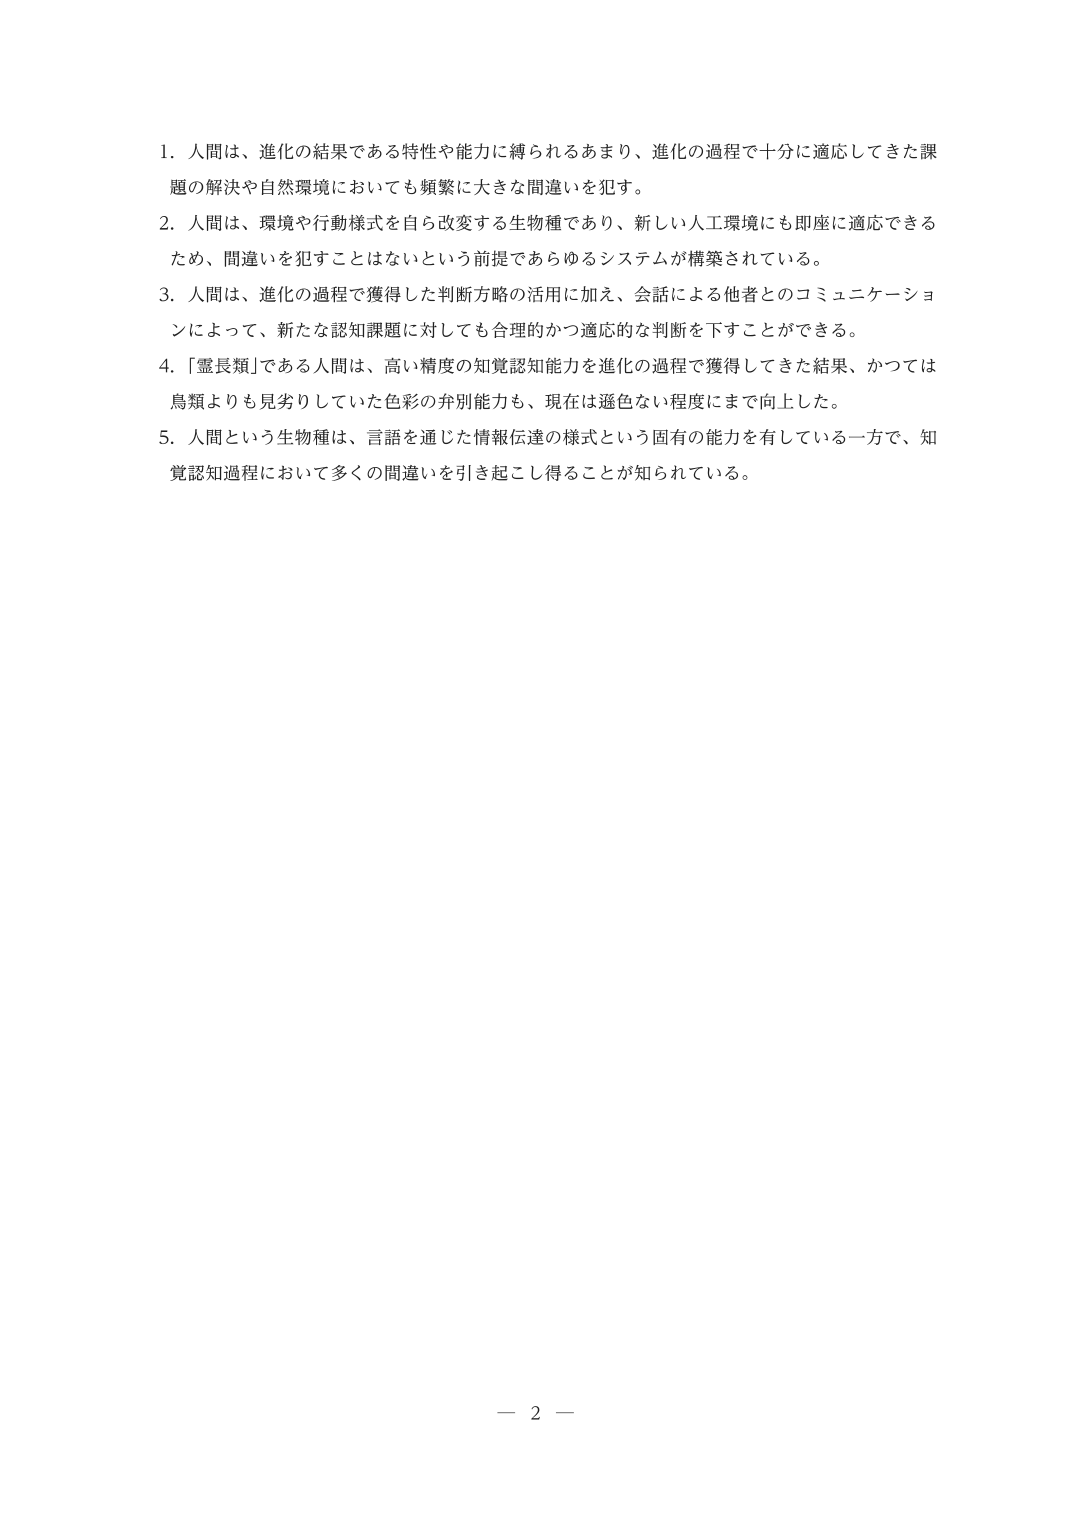 1. 人間は、進化の結果である特性や能力に縛られるあまり、進化の過程で十分に適応してきた課
題の解決や自然環境においても頻繁に大きな間違いを犯す。
2. 人間は、環境や行動様式を自ら改変する生物種であり、新しい人工環境にも即座に適応できる
ため、間違いを犯すことはないという前提であらゆるシステムが構築されている。
3. 人間は、進化の過程で獲得した判断方略の活用に加え、会話による他者とのコミュニケーショ
ンによって、新たな認知課題に対しても合理的かつ適応的な判断を下すことができる。
4.「霊長類」である人間は、高い精度の知覚認知能力を進化の過程で獲得してきた結果、かつては
鳥類よりも見劣りしていた色彩の弁別能力も、現在は遜色ない程度にまで向上した。
5. 人間という生物種は、言語を通じた情報伝達の様式という固有の能力を有している一方で、知
覚認知過程において多くの間違いを引き起こし得ることが知られている。
— 2 —